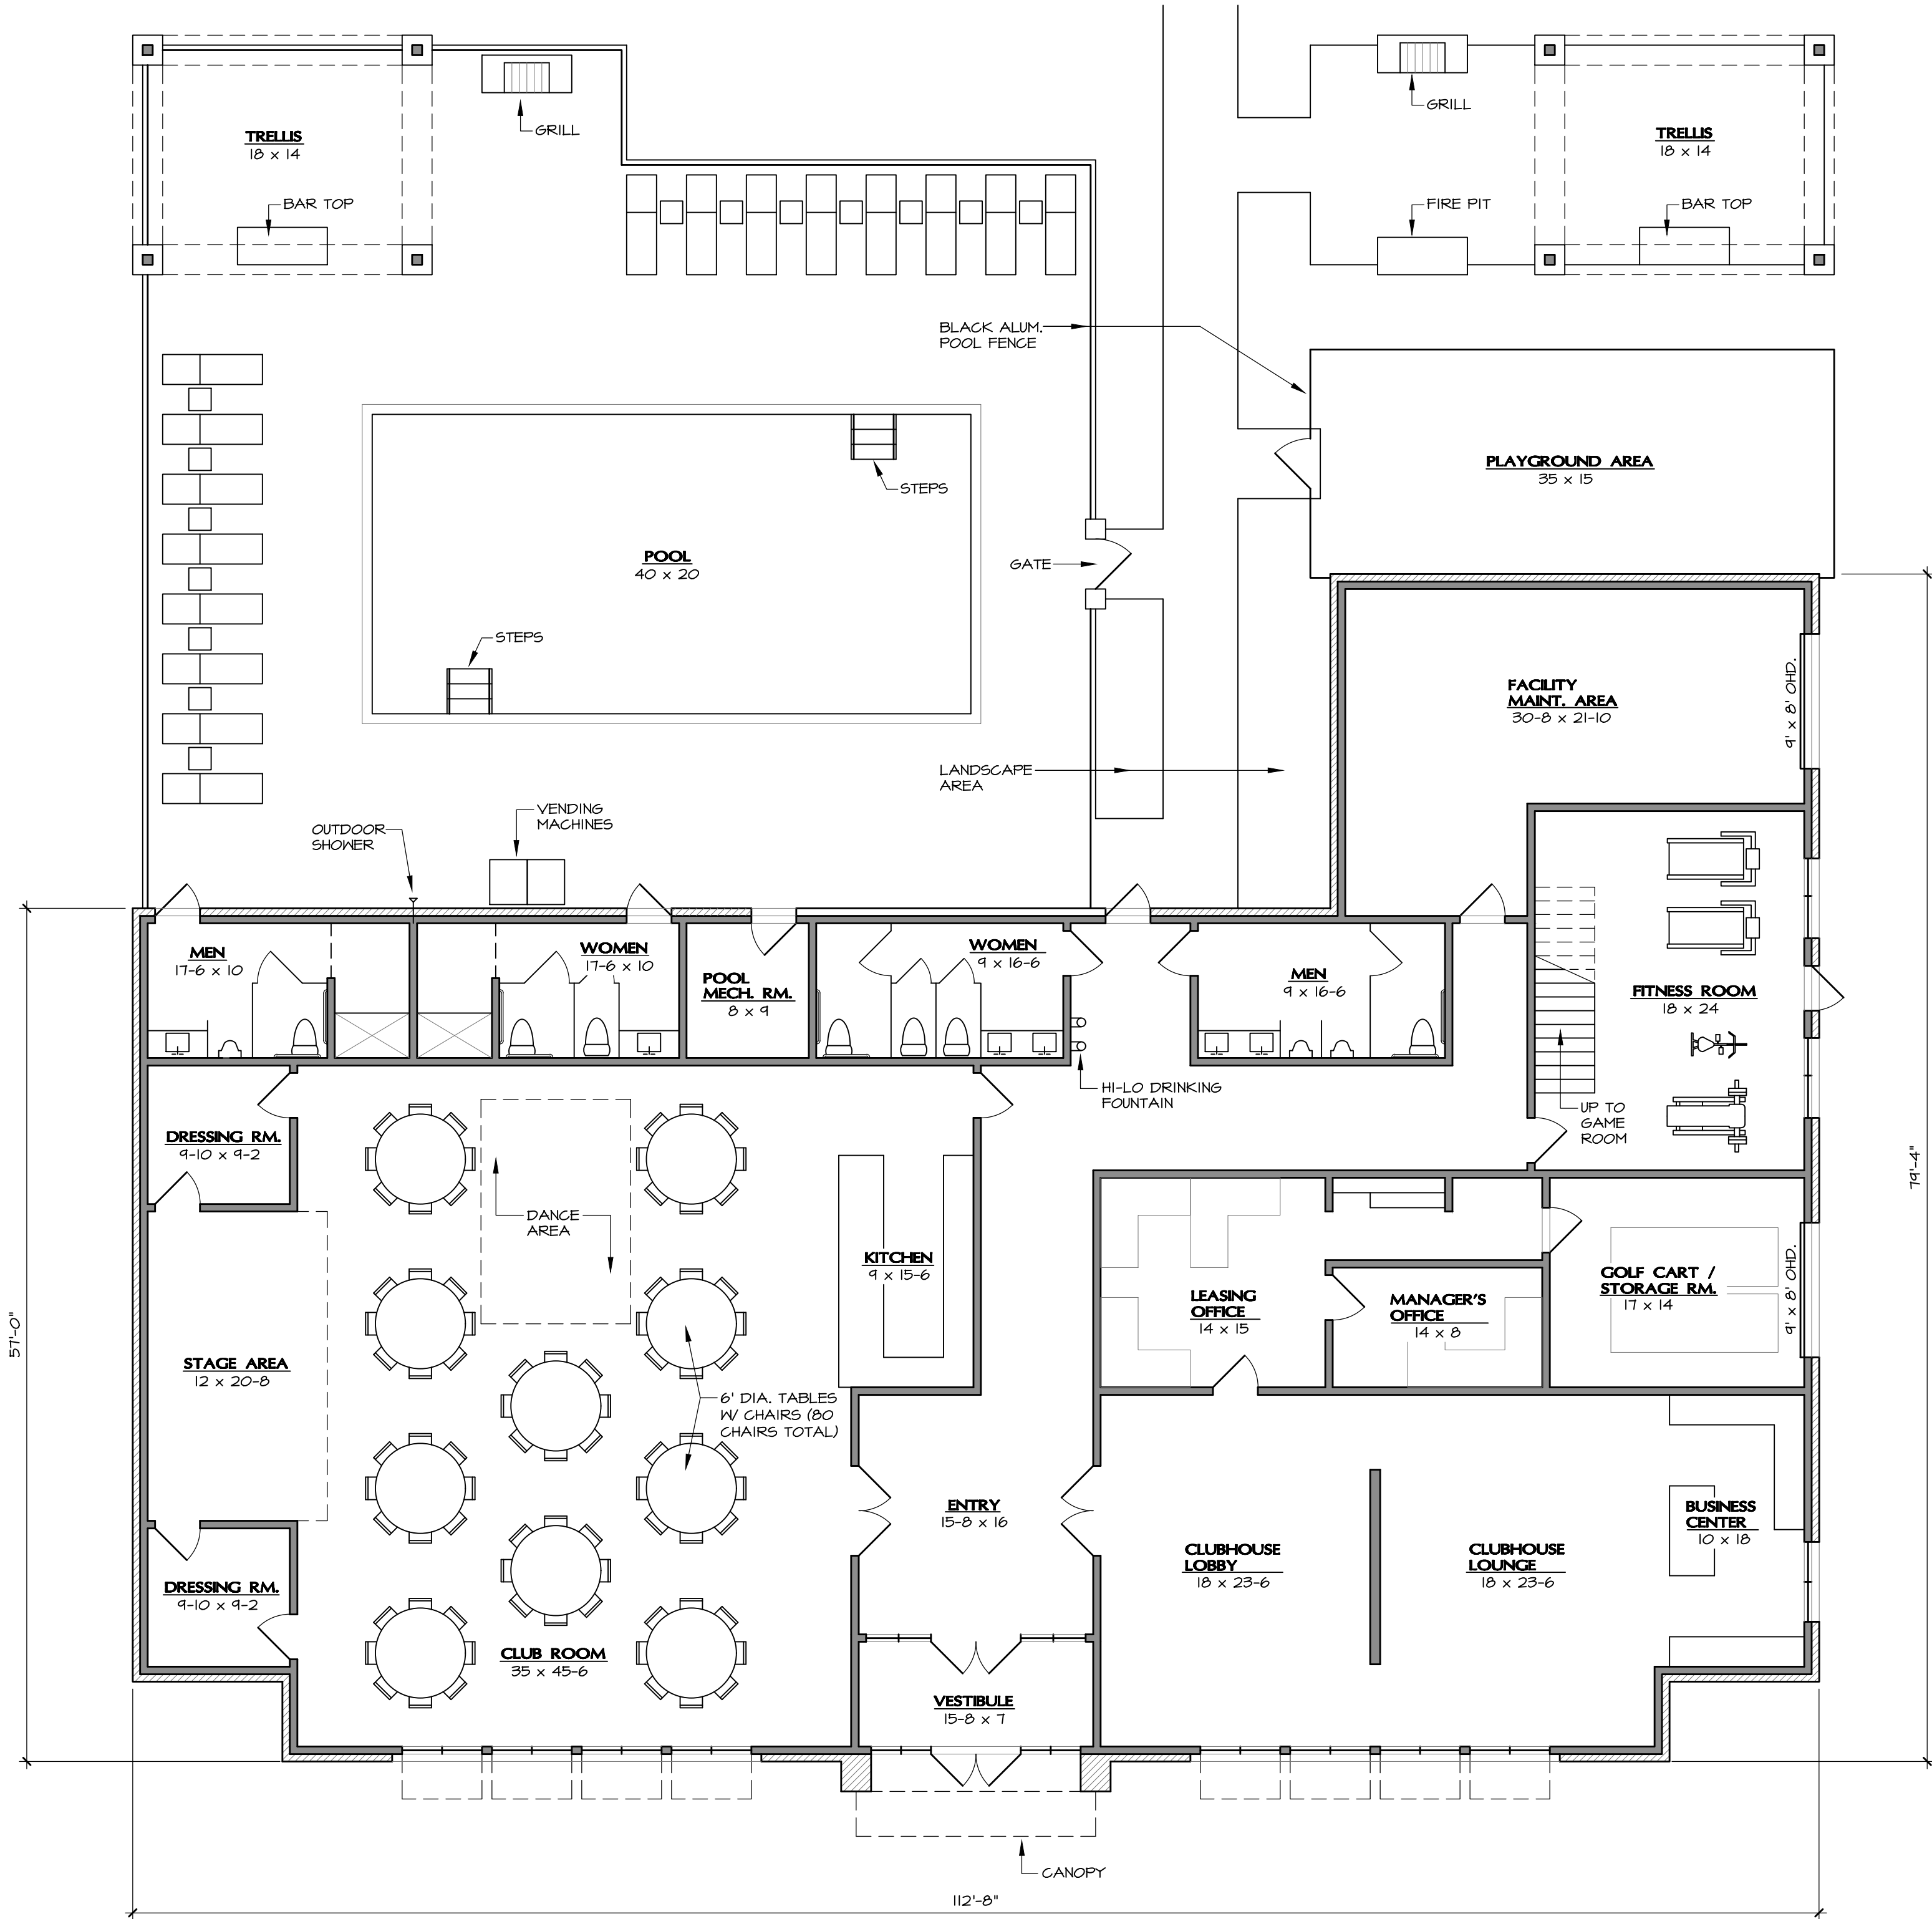 GRILL
GRILL
TRELLIS
18 x 14
TRELLIS
18 x 14
BAR TOP
FIRE PIT
BAR TOP
BLACK ALUM.
POOL FENCE
PLAYGROUND AREA
35 x 15
STEPS
POOL
40 x 20
GATE
STEPS
FACILITY
MAINT. AREA
30-8 x 21-10
9' x 8' OHD.
LANDSCAPE
AREA
VENDING
MACHINES
OUTDOOR
SHOWER
MEN
17-6 x 10
WOMEN
17-6 x 10
POOL
MECH. RM.
8 x 9
WOMEN
9 x 16-6
MEN
9 x 16-6
FITNESS ROOM
18 x 24
HI-LO DRINKING
FOUNTAIN
UP TO
GAME
ROOM
DRESSING RM.
9-10 x 9-2
79'-4"
DANCE
AREA
KITCHEN
9 x 15-6
LEASING
OFFICE
14 x 15
MANAGER'S
OFFICE
14 x 8
GOLF CART /
STORAGE RM.
17 x 14
9' x 8' OHD.
57'-0"
STAGE AREA
12 x 20-8
6' DIA. TABLES
W/ CHAIRS (80
CHAIRS TOTAL)
ENTRY
15-8 x 16
BUSINESS
CENTER
10 x 18
CLUBHOUSE
LOBBY
18 x 23-6
CLUBHOUSE
LOUNGE
18 x 23-6
DRESSING RM.
9-10 x 9-2
CLUB ROOM
35 x 45-6
VESTIBULE
15-8 x 7
CANOPY
112'-8"